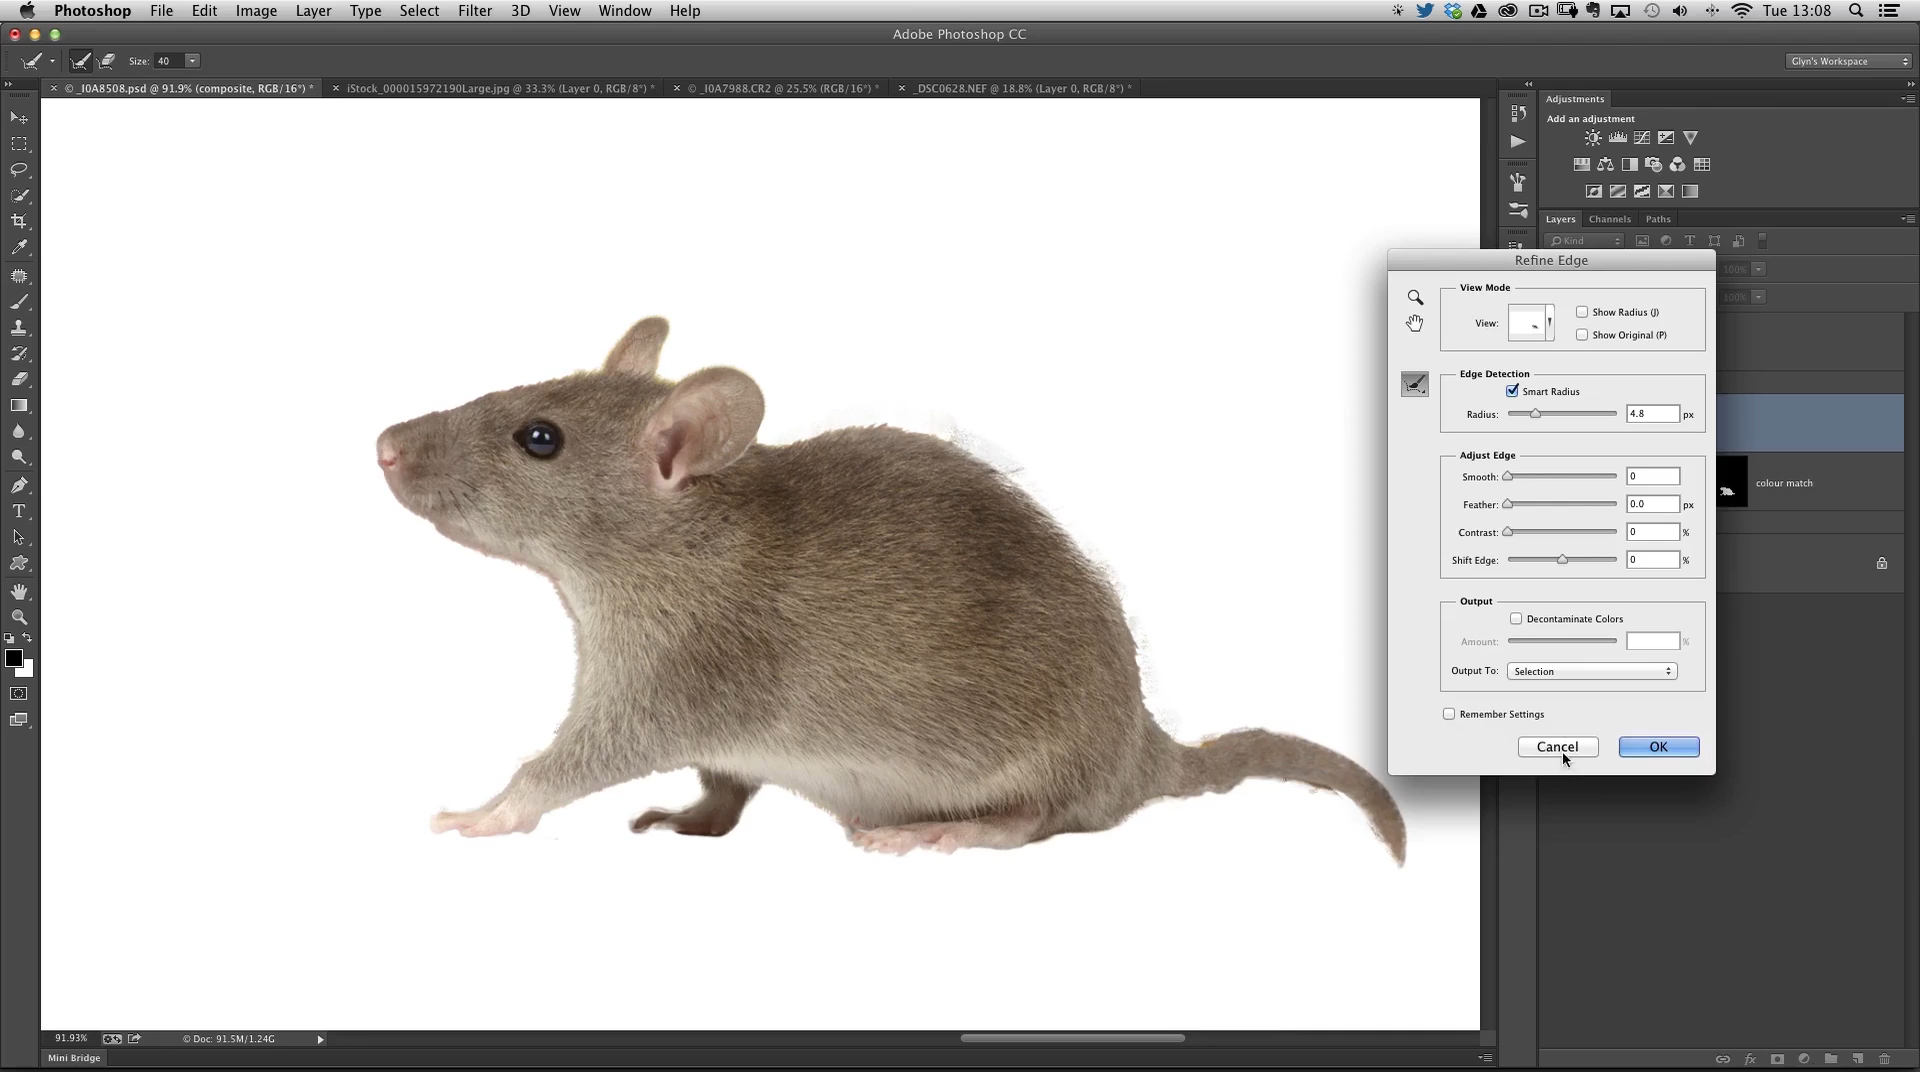 Photoshop File Edit Image Layer Type Select Filter 3D View Window Help Tue 13:08
Adobe Photoshop CC
Size: 40 Glyn's Workspace
× © _I0A8508.psd @ 91.9% (composite, RGB/16*) * × iStock_000015972190Large.jpg @ 33.3% (Layer 0, RGB/8*) * × © _I0A7988.CR2 @ 25.5% (RGB/16*) * × _DSC0628.NEF @ 18.8% (Layer 0, RGB/8*) *
Adjustments
Add an adjustment
Layers Channels Paths
Kind
100%
100%
colour match
Refine Edge
View Mode
View:
Show Radius (J)
Show Original (P)
Edge Detection
Smart Radius
Radius: 4.8 px
Adjust Edge
Smooth: 0
Feather: 0.0 px
Contrast: 0 %
Shift Edge: 0 %
Output
Decontaminate Colors
Amount: %
Output To: Selection
Remember Settings
Cancel OK
T
91.93% © Doc: 91.5M/1.24G
Mini Bridge
fx